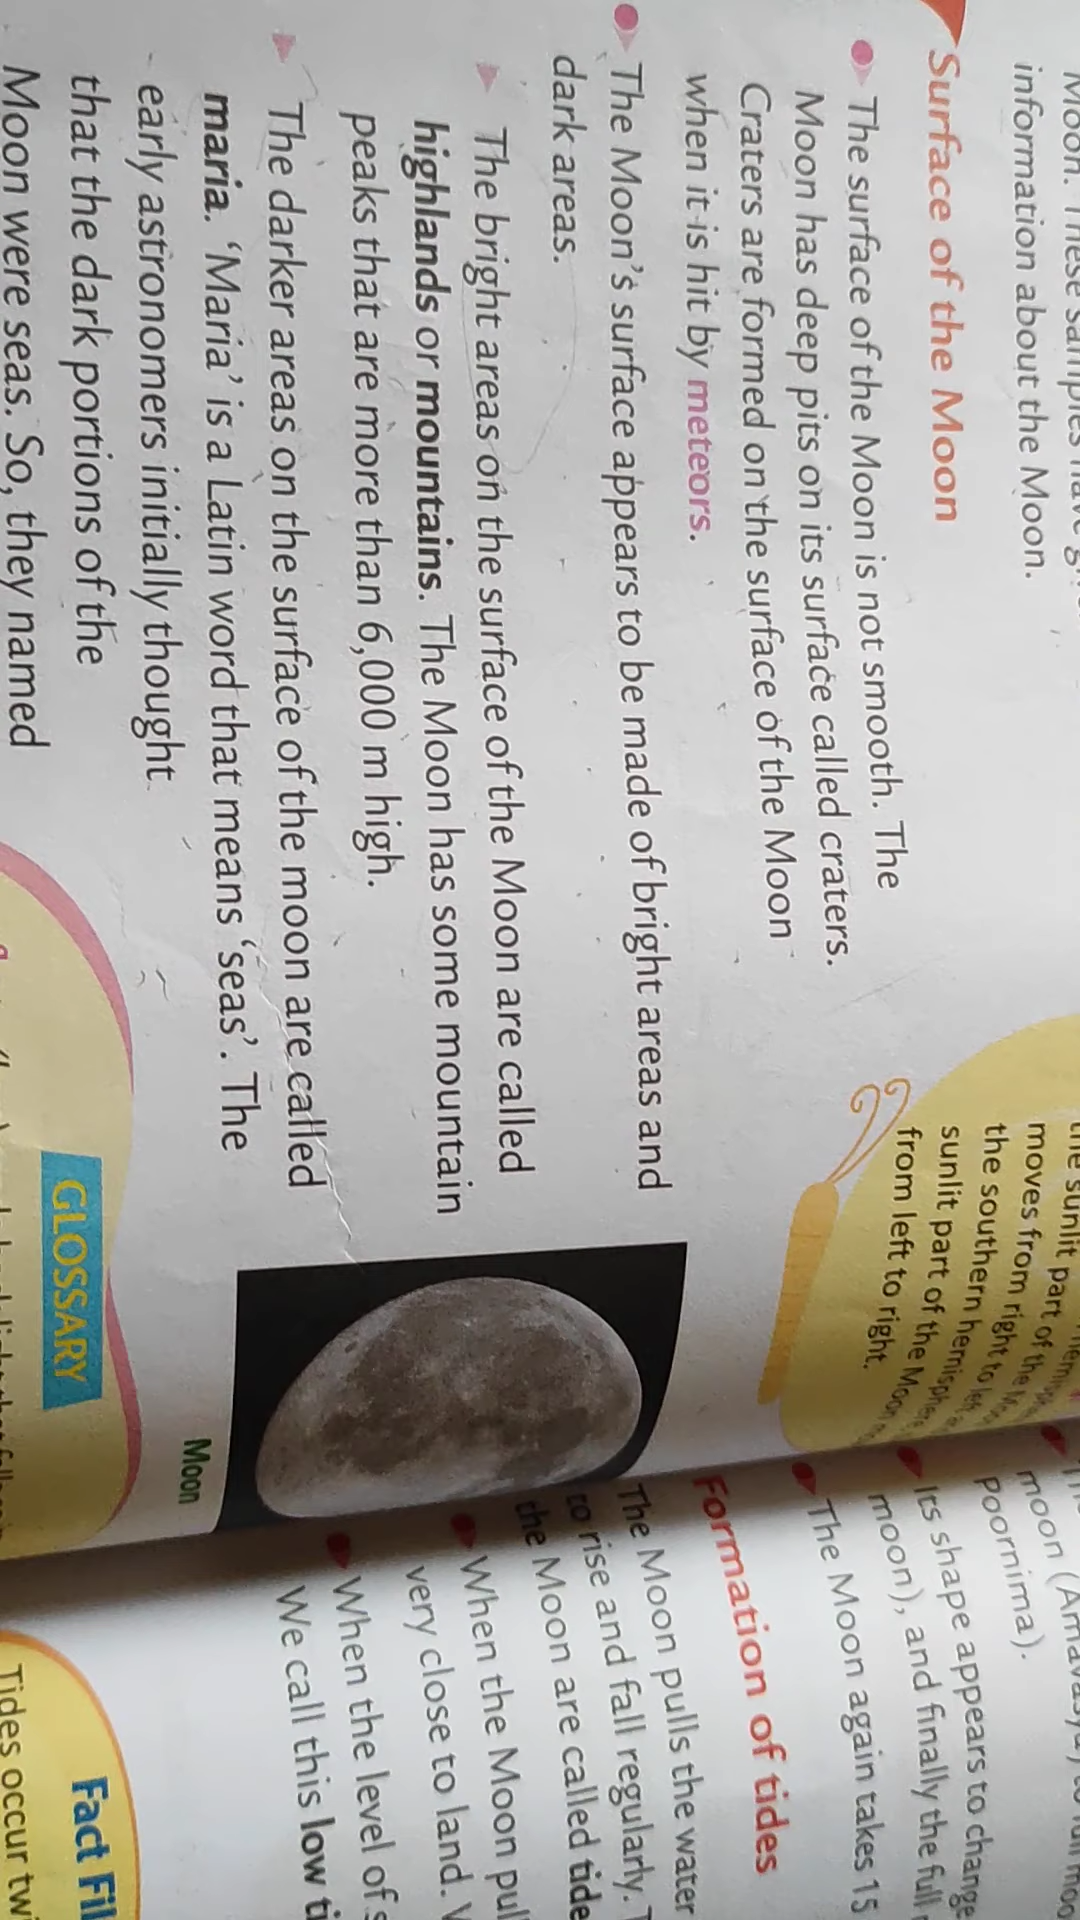 information about the Moon.
Surface of the Moon
The surface of the Moon is not smooth. The
Moon has deep pits on its surface called craters.
Craters are formed on the surface of the Moon
when it is hit by meteors.
The Moon's surface appears to be made of bright areas and
dark areas.
The bright areas on the surface of the Moon are called
highlands or mountains. The Moon has some mountain
peaks that are more than 6,000 m high.
The darker areas on the surface of the moon are called
maria. 'Maria' is a Latin word that means 'seas'. The
early astronomers initially thought
that the dark portions of the
Moon were seas. So, they named
the sunlit part of
moves from right to
the southern hemisphere
sunlit part of the Moon
from left to right.
Moon
GLOSSARY
moon
poornima).
Its shape appears to change
moon), and finally the full
The Moon again takes 15
Formation of tides
The Moon pulls the water
to rise and fall regularly.
the Moon are called tide
When the Moon pul
very close to land.
When the level of s
We call this low ti
Fact Fil
Tides occur tw